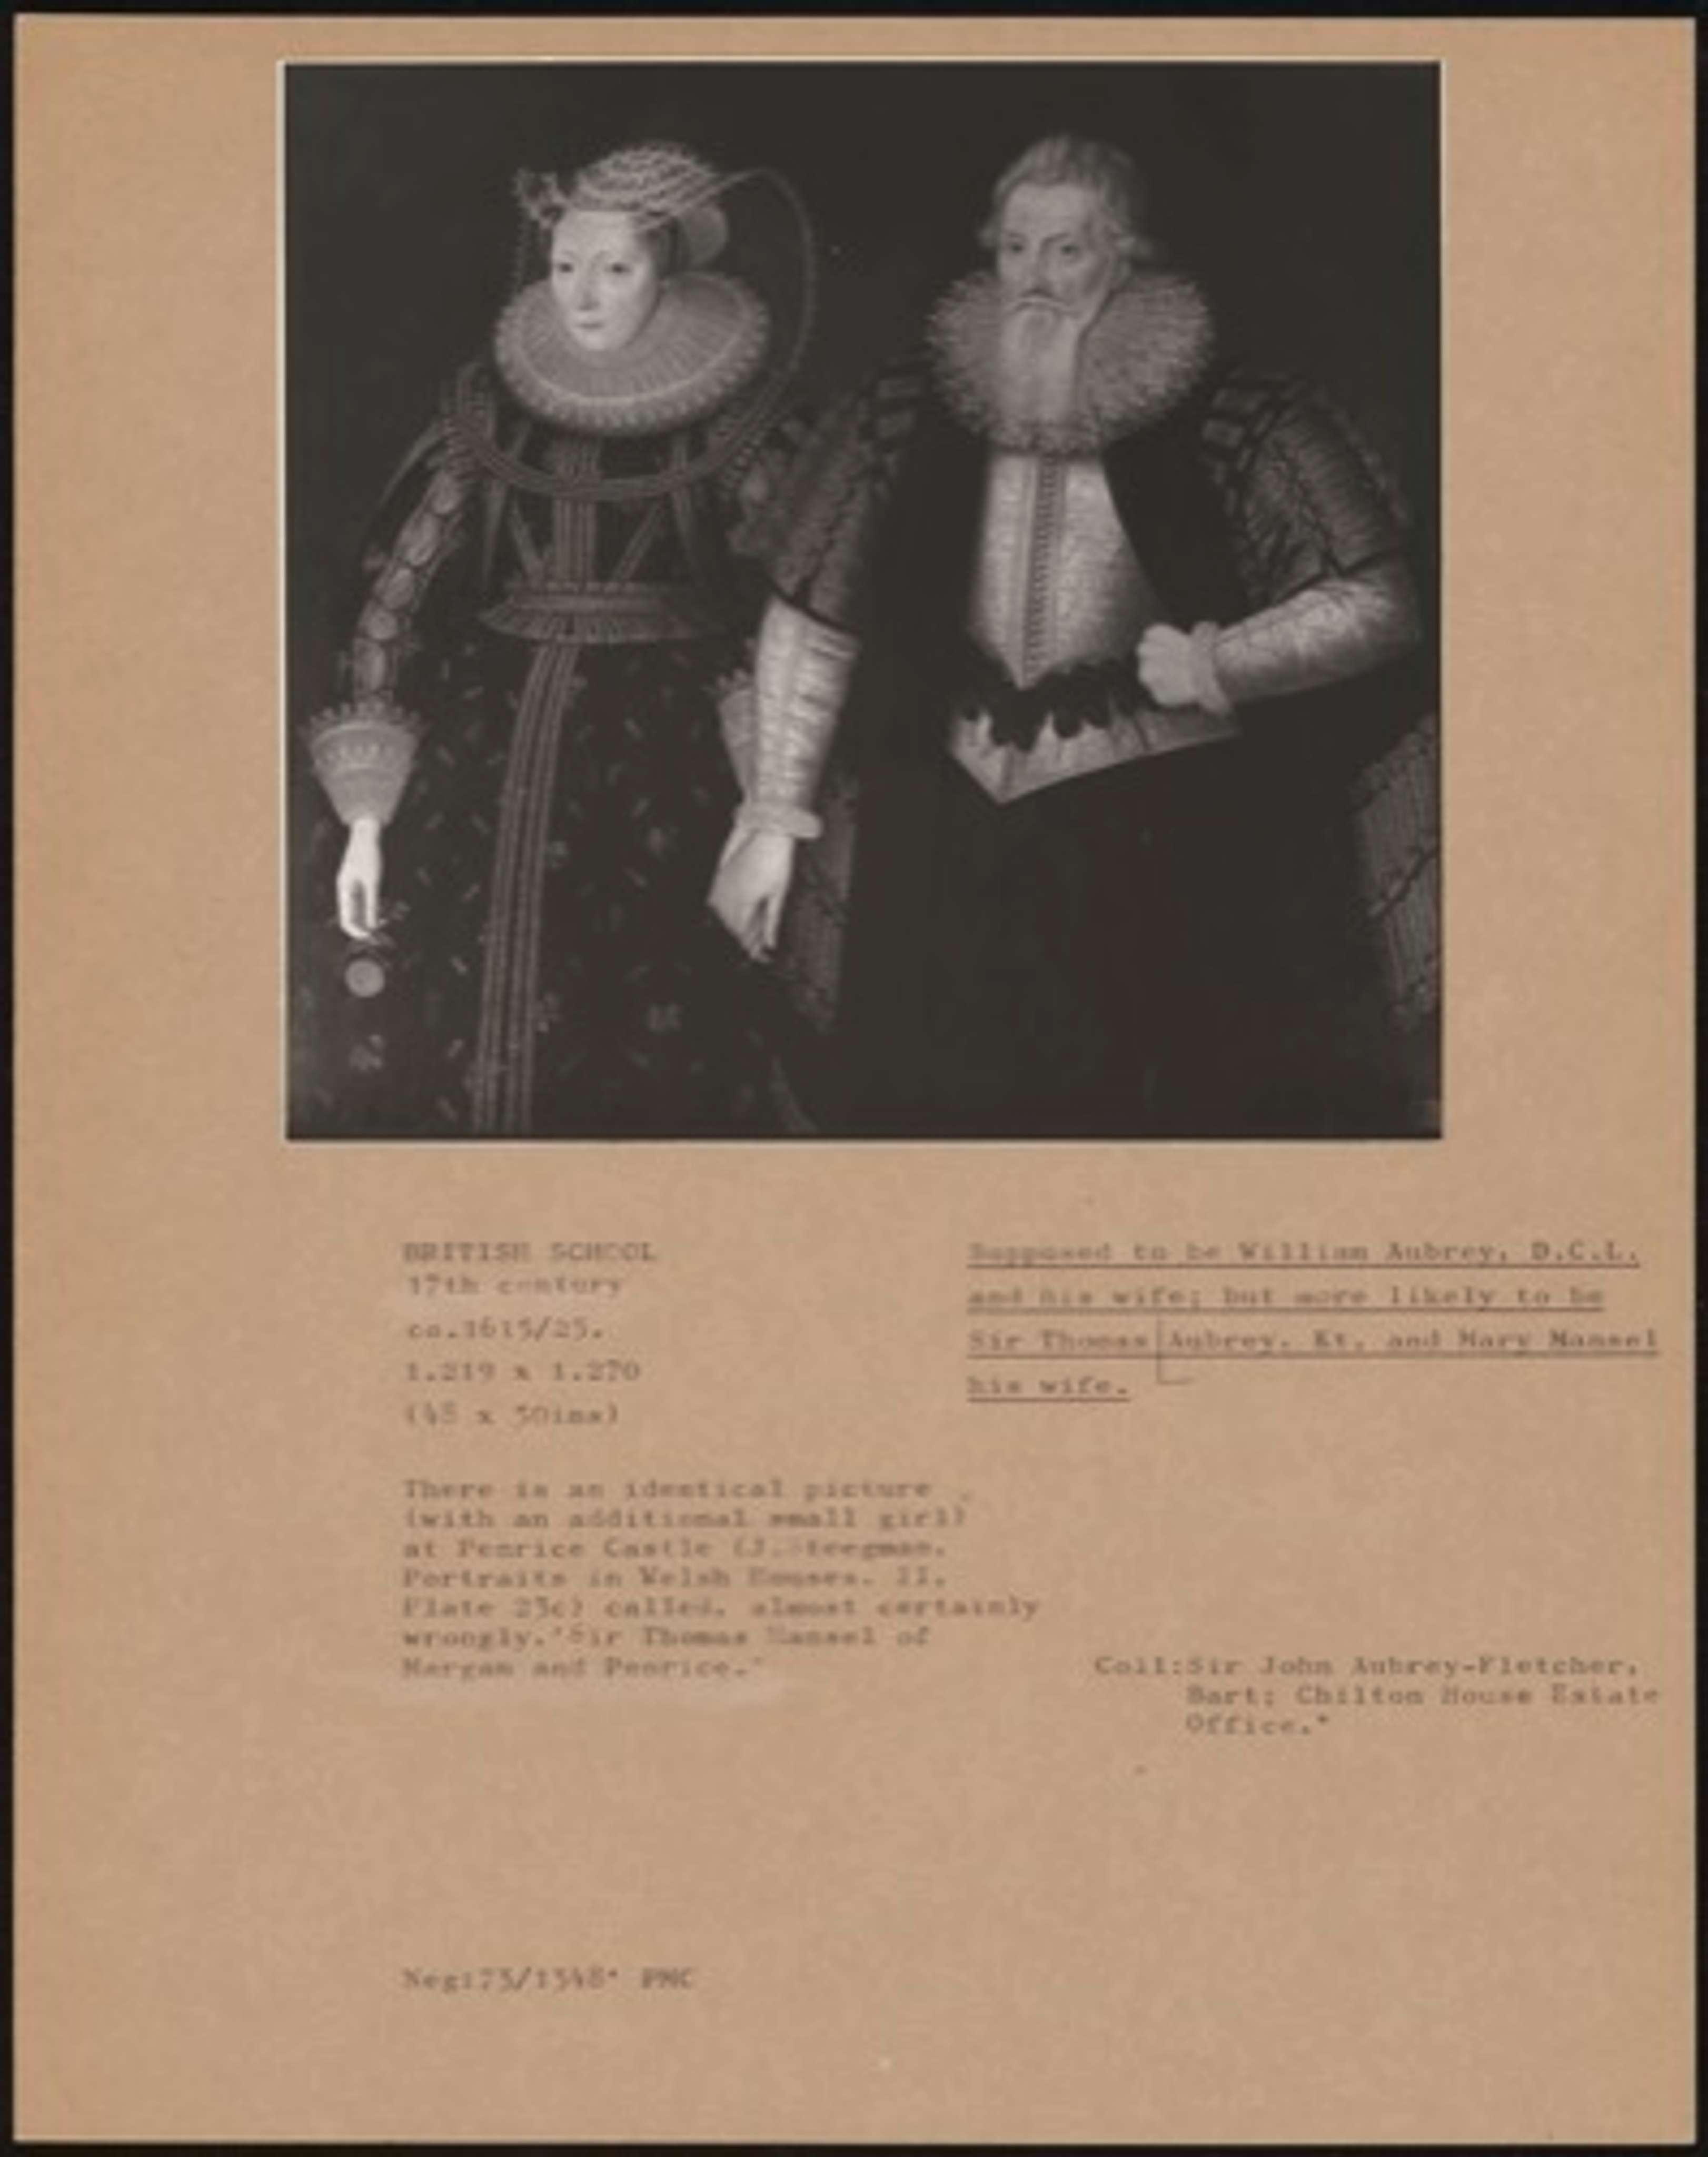 BRITISH SCHOOL
17th century
ca.1615/25.
1.219 x 1.270
(48 x 50ins)
Supposed to be William Aubrey, D.C.L.
and his wife; but more likely to be
Sir Thomas Aubrey, Kt, and Mary Mansel
his wife.
There is an identical picture
(with an additional small girl)
at Penrice Castle (J.Steegman.
Portraits in Welsh Houses. II,
Plate 23c) called, almost certainly
wrongly.'Sir Thomas Mansel of
Margam and Penrice.'
Coll:Sir John Aubrey-Fletcher,
Bart; Chilton House Estate
Office.*
Neg:73/1348* PMC